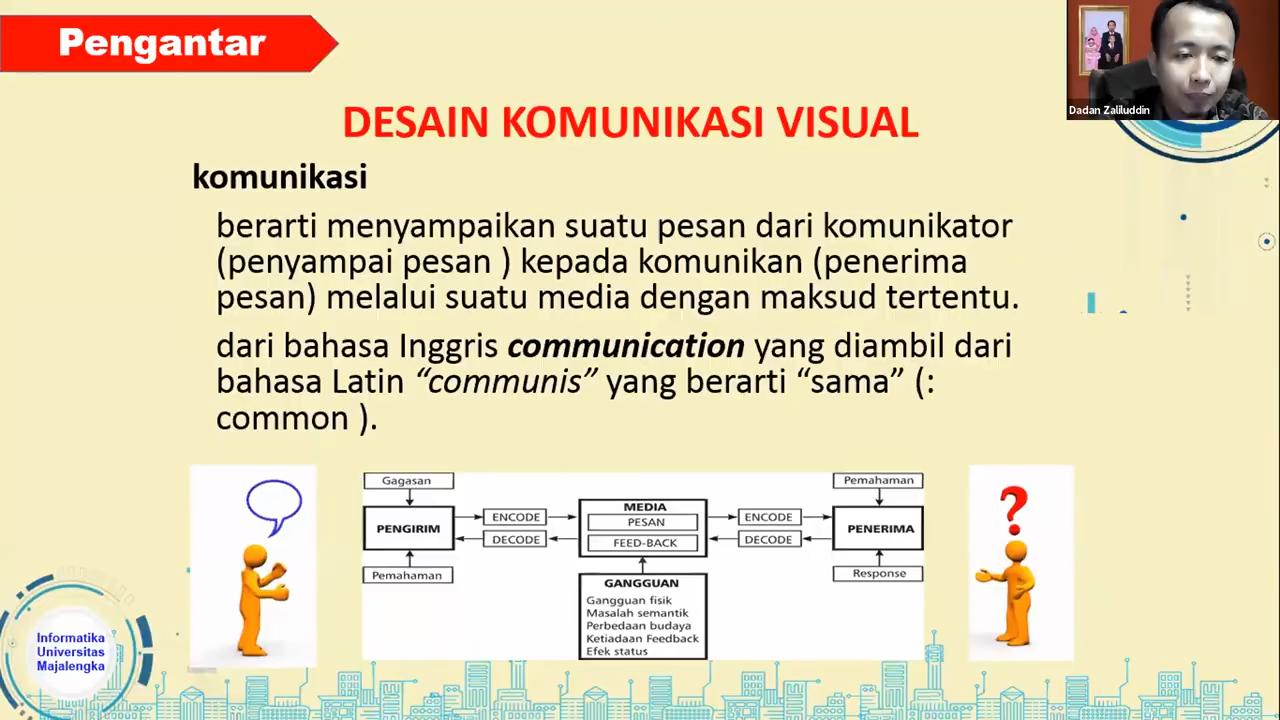 Pengantar
Dadan Zaliluddin
DESAIN KOMUNIKASI VISUAL
komunikasi
berarti menyampaikan suatu pesan dari komunikator
(penyampai pesan ) kepada komunikan (penerima
pesan) melalui suatu media dengan maksud tertentu.
dari bahasa Inggris communication yang diambil dari
bahasa Latin “communis” yang berarti “sama” (:
common ).
Gagasan
PENGIRIM
Pemahaman
ENCODE
DECODE
MEDIA
PESAN
FEED-BACK
GANGGUAN
Gangguan fisik
Masalah semantik
Perbedaan budaya
Ketiadaan Feedback
Efek status
ENCODE
DECODE
Pemahaman
PENERIMA
Response
?
Informatika
Universitas
Majalengka